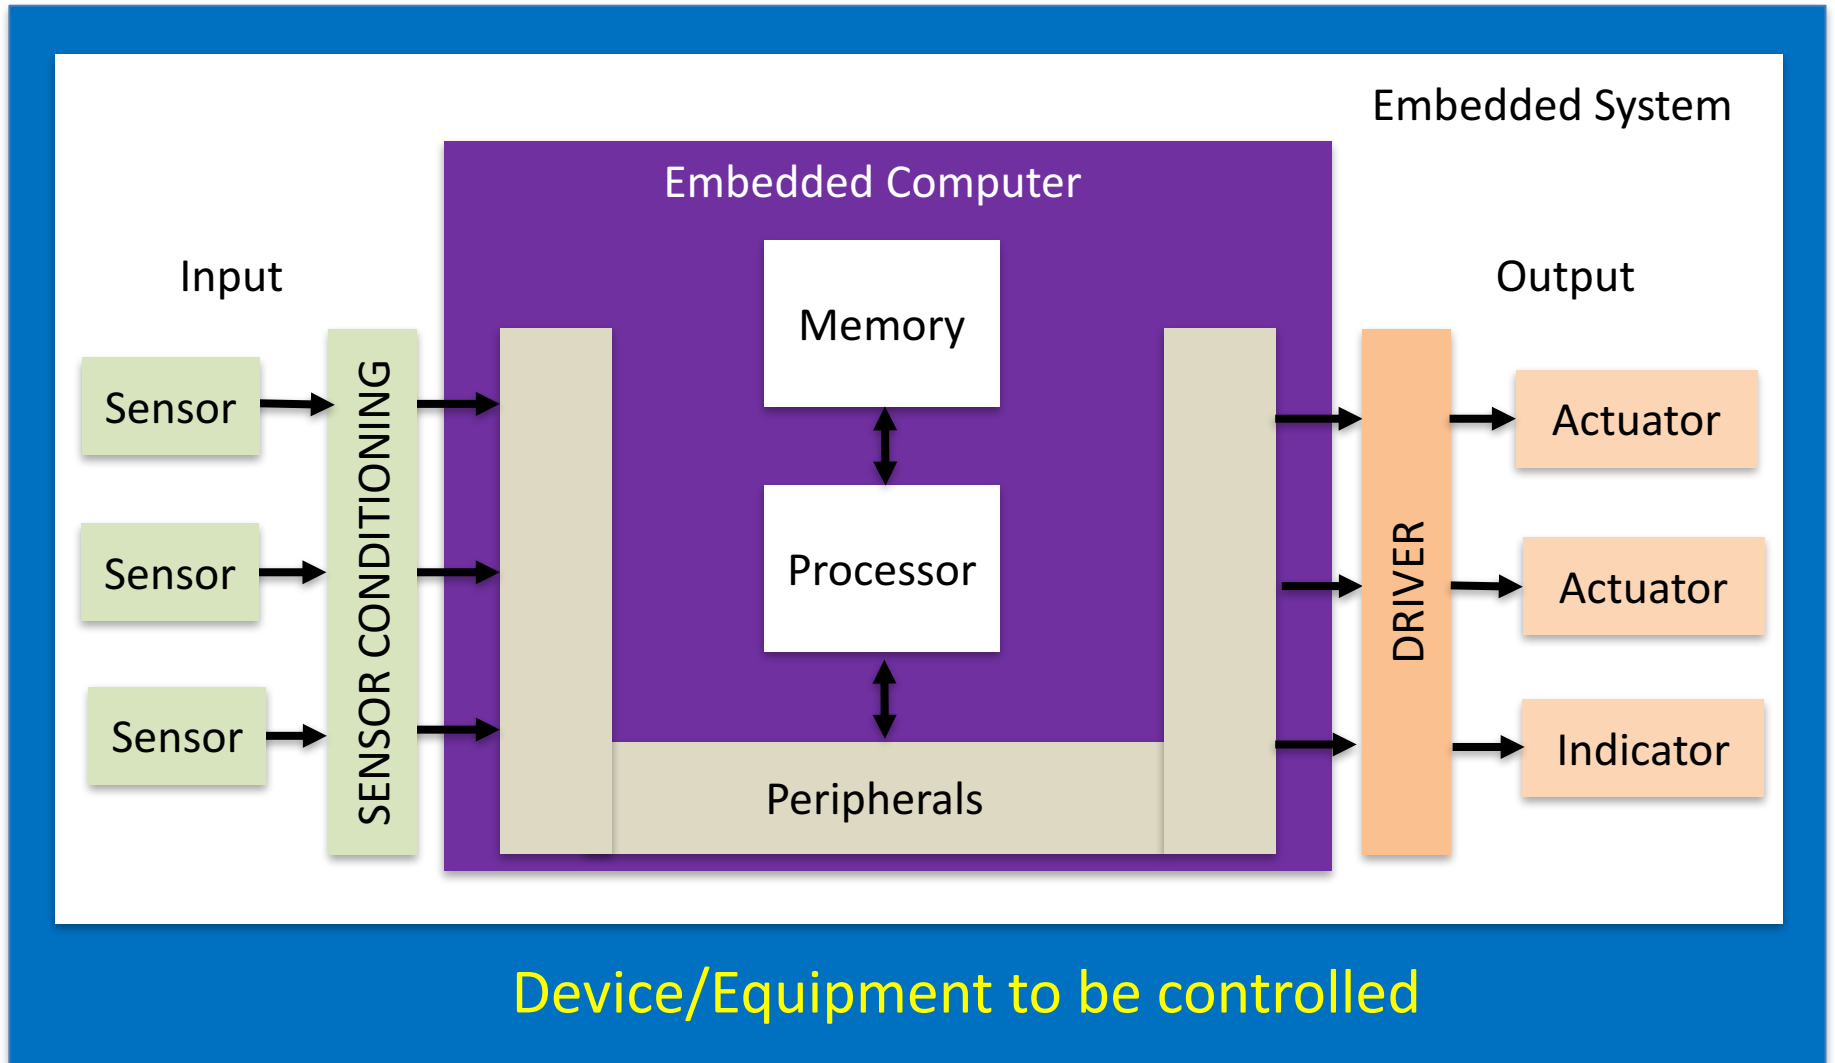 Embedded System
Embedded Computer
Input
Output
Memory
Sensor
SENSOR CONDITIONING
Actuator
Processor
Sensor
DRIVER
Actuator
Sensor
Indicator
Peripherals
Device/Equipment to be controlled